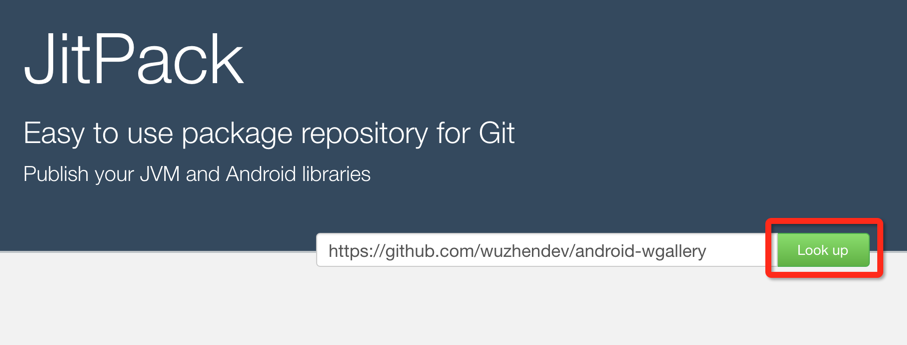 JitPack
Easy to use package repository for Git
Publish your JVM and Android libraries
https://github.com/wuzhendev/android-wgallery Look up